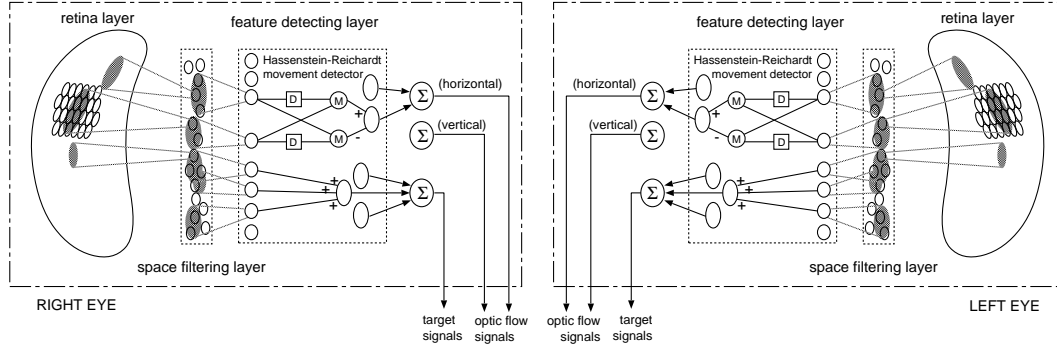 retina layer
feature detecting layer
Hassenstein-Reichardt
movement detector
D
M
+
-
D
M
Σ
(horizontal)
Σ
(vertical)
+
+
+
Σ
space filtering layer
RIGHT EYE
target
signals
optic flow
signals
feature detecting layer
retina layer
Hassenstein-Reichardt
movement detector
(horizontal)
Σ
M
D
+
-
(vertical)
Σ
M
D
Σ
+
+
+
space filtering layer
LEFT EYE
optic flow
signals
target
signals